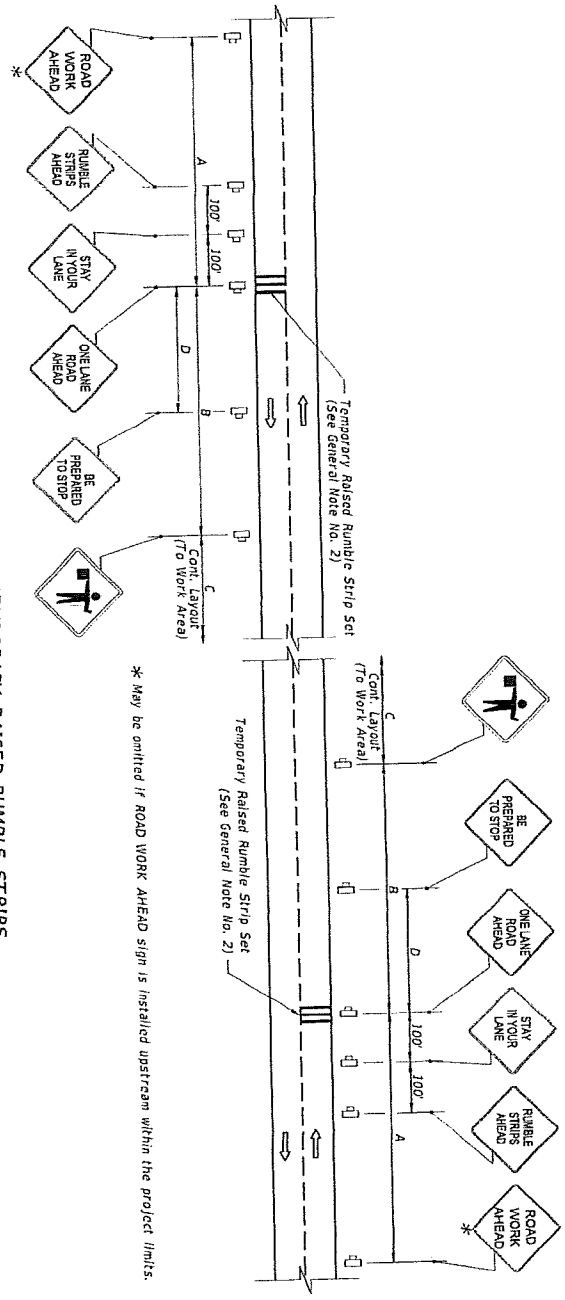 ROAD
WORK
AHEAD
*
RUMBLE
STRIPS
AHEAD
STAY
IN YOUR
LANE
ONE LANE
ROAD
AHEAD
BE
PREPARED
TO STOP
A
100'
100'
D
B
C
Cont. Layout
(To Work Area)
Temporary Raised Rumble Strip Set
(See General Note No. 2)
C
Cont. Layout
(To Work Area)
BE
PREPARED
TO STOP
ONE LANE
ROAD
AHEAD
STAY
IN YOUR
LANE
RUMBLE
STRIPS
AHEAD
ROAD
WORK
AHEAD
*
B
D
100'
100'
A
Temporary Raised Rumble Strip Set
(See General Note No. 2)
* May be omitted if ROAD WORK AHEAD sign is installed upstream within the project limits.
RAISED RUMBLE STRIPS